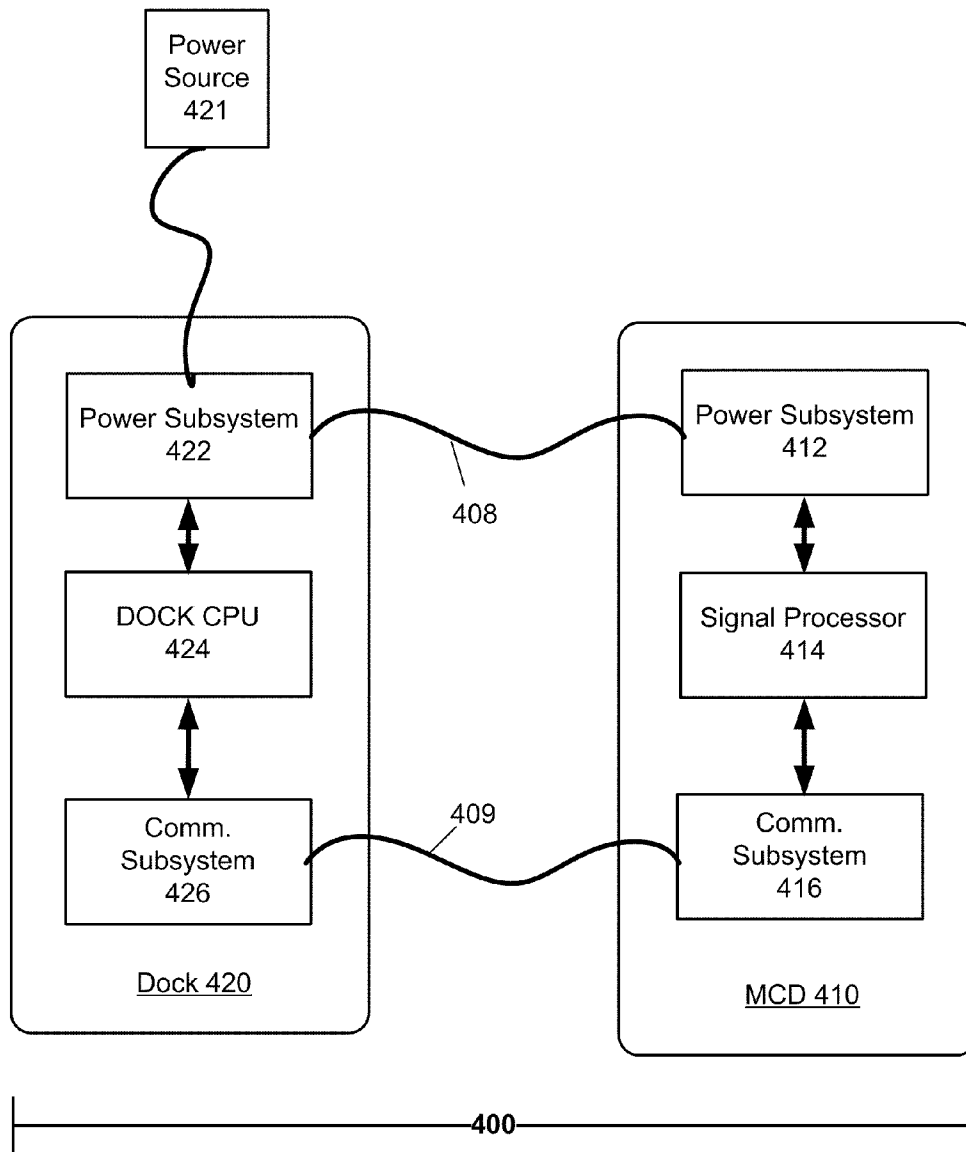 Power
Source
421
Power Subsystem
422
Power Subsystem
412
408
DOCK CPU
424
Signal Processor
414
409
Comm.
Subsystem
426
Comm.
Subsystem
416
Dock 420
MCD 410
400